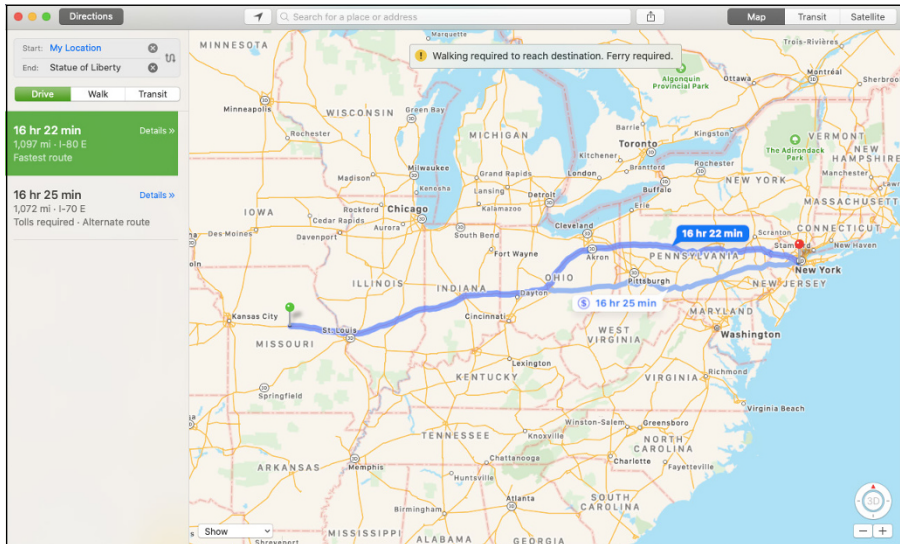 Directions
Search for a place or address
Map
Transit
Satellite
Start: My Location
End: Statue of Liberty
Drive
Walk
Transit
16 hr 22 min
Details »
1,097 mi · I-80 E
Fastest route
16 hr 25 min
Details »
1,072 mi · I-70 E
Tolls required · Alternate route
Walking required to reach destination. Ferry required.
Marquette
MINNESOTA
Trois-Rivières
Algonquin
Provincial Park
Ottawa
Montréal
Sherbroo
Minneapolis
Green Bay
WISCONSIN
Rochester
MICHIGAN
Barrie
Kingston
Toronto
The Adirondack
Park
VERMONT
NEW
HAMPSHIRE
Kitchener
Brantford
Rochester
Manchester
Milwaukee
Grand Rapids
London
Madison
Kenosha
Lansing
Detroit
Buffalo
NEW YORK
MASSACHUSETT
Kalamazoo
Erie
IOWA
Rockford
Chicago
Cedar Rapids
Aurora
Cleveland
Scranton
CONNECTICUT
Des Moines
Davenport
South Bend
16 hr 22 min
New Haven
Fort Wayne
Akron
PENNSYLVANIA
New York
OHIO
Pittsburgh
ILLINOIS
INDIANA
NEW JERSEY
Dayton
16 hr 25 min
Kansas City
Cincinnati
MARYLAND
St Louis
WEST
VIRGINIA
Washington
MISSOURI
Lexington
KENTUCKY
VIRGINIA
Richmond
Springfield
Virginia Beach
Winston-Salem
Greensboro
TENNESSEE
Knoxville
NORTH
CAROLINA
Chattanooga
Charlotte
Fayetteville
ARKANSAS
Memphis
Huntsville
Atlanta
SOUTH
CAROLINA
Birmingham
3D
Show
MISSISSIPPI
ALABAMA
GEORGIA
Shreveport